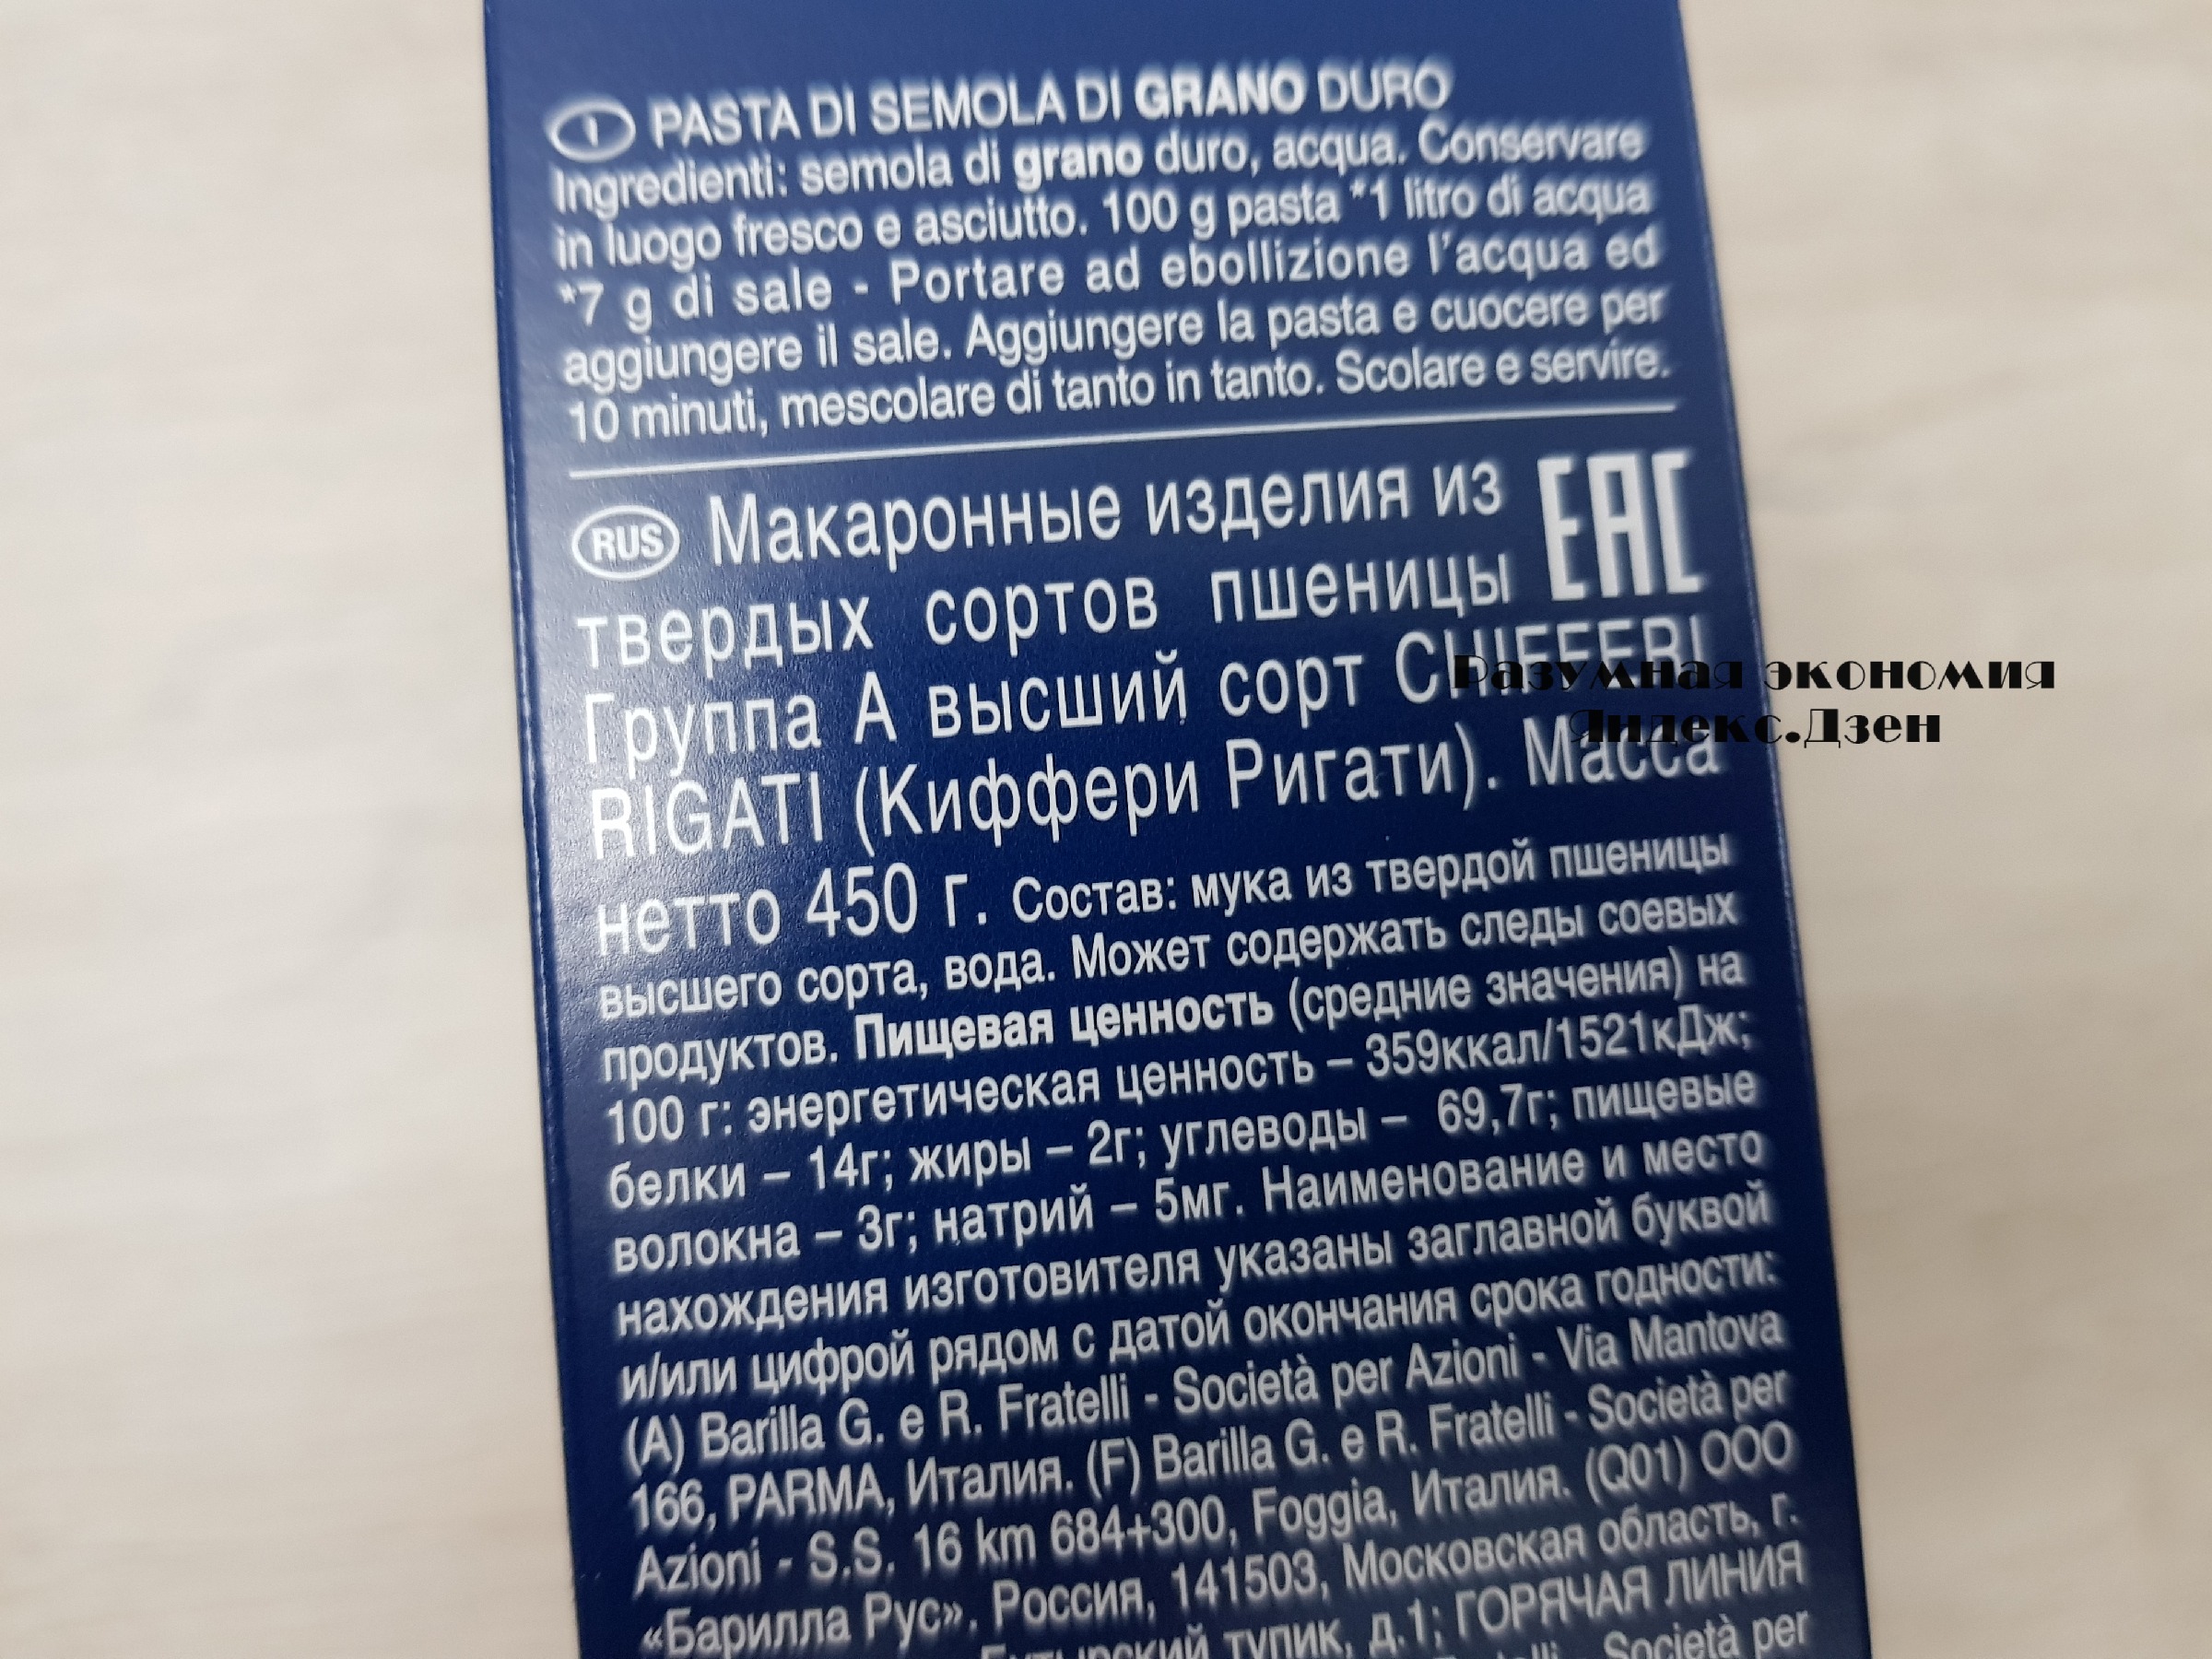 I PASTA DI SEMOLA DI GRANO DURO
Ingredienti: semola di grano duro, acqua. Conservare
in luogo fresco e asciutto. 100 g pasta *1 litro di acqua
*7 g di sale - Portare ad ebollizione l'acqua ed
aggiungere il sale. Aggiungere la pasta e cuocere per
10 minuti, mescolare di tanto in tanto. Scolare e servire.
RUS Макаронные изделия из EAC
твердых сортов пшеницы
Группа А высший сорт CHIFFERI
RIGATI (Киффери Ригати). Масса
нетто 450 г. Состав: мука из твердой пшеницы
высшего сорта, вода. Может содержать следы соевых
продуктов. Пищевая ценность (средние значения) на
100 г: энергетическая ценность – 359ккал/1521кДж;
белки – 14г; жиры – 2г; углеводы – 69,7г; пищевые
волокна – 3г; натрий – 5мг. Наименование и место
нахождения изготовителя указаны заглавной буквой
и/или цифрой рядом с датой окончания срока годности:
(A) Barilla G. e R. Fratelli - Società per Azioni - Via Mantova
166, PARMA, Италия. (F) Barilla G. e R. Fratelli - Società per
Azioni - S.S. 16 km 684+300, Foggia, Италия. (Q01) ООО
«Барилла Рус». Россия, 141503, Московская область, г.
тупик, д.1; ГОРЯЧАЯ ЛИНИЯ
Società per
Разумная экономия
Яндекс.Дзен